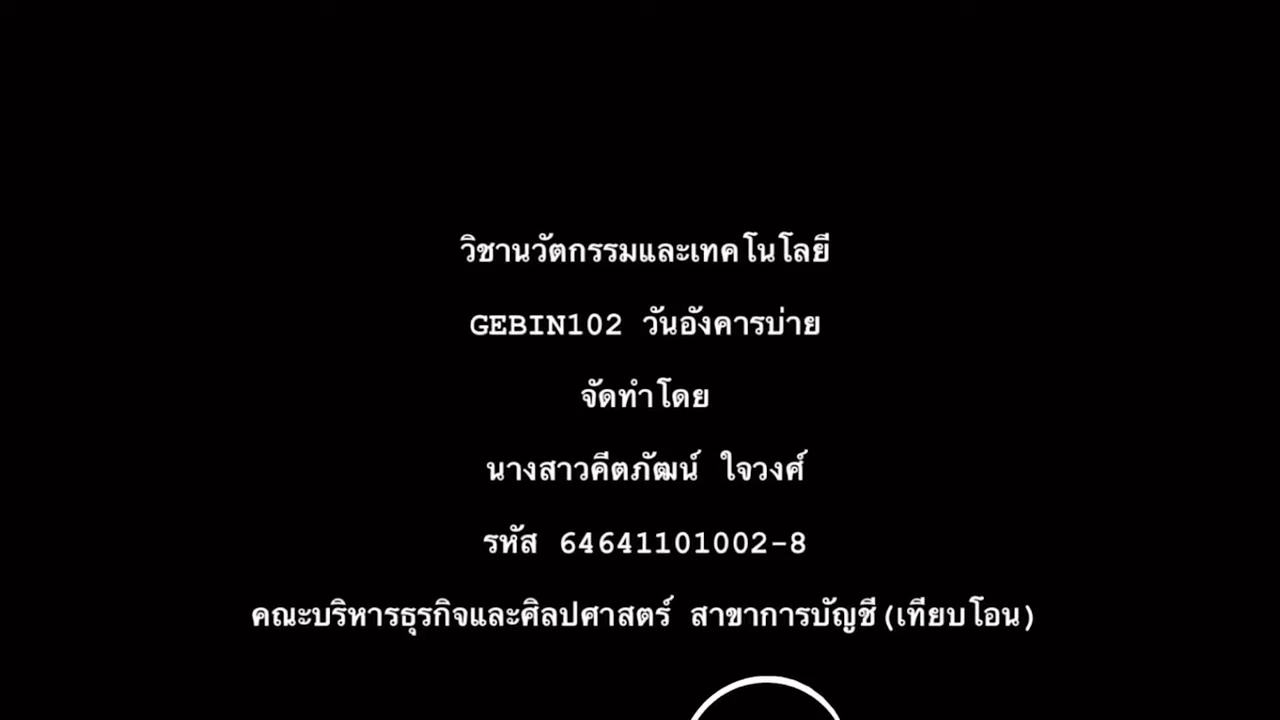 วิชานวัตกรรมและเทคโนโลยี
GEBIN102 วันอังคารบ่าย
จัดทำโดย
นางสาวคีตภัฒน์ ใจวงศ์
รหัส 64641101002-8
คณะบริหารธุรกิจและศิลปศาสตร์ สาขาการบัญชี(เทียบโอน)